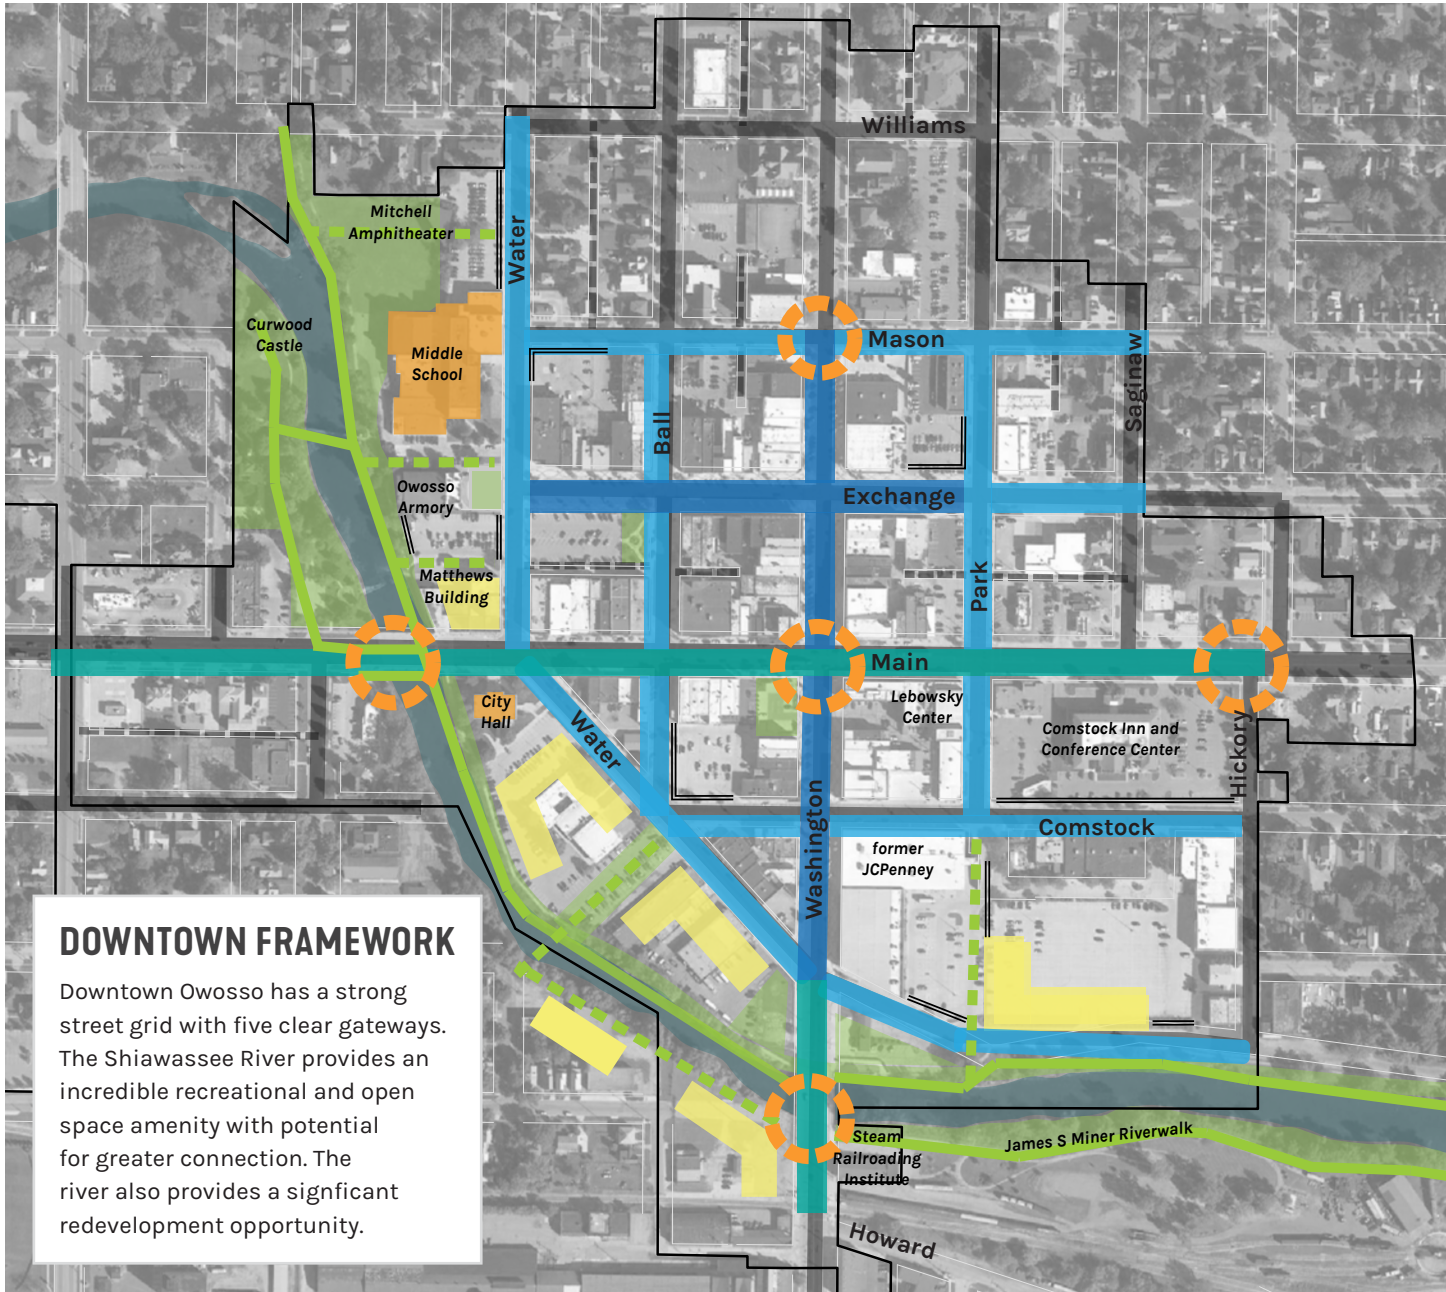 Williams
Mitchell
Amphitheater
Water
Curwood
Castle
Middle
School
Mason
Saginaw
Ball
Owosso
Armory
Exchange
Matthews
Building
Park
Main
City
Hall
Water
Lebowsky
Center
Comstock Inn and
Conference Center
Hickory
Washington
Comstock
former
JCPenney
DOWNTOWN FRAMEWORK
Downtown Owosso has a strong
street grid with five clear gateways.
The Shiawassee River provides an
incredible recreational and open
space amenity with potential
for greater connection. The
river also provides a signficant
redevelopment opportunity.
Steam
Railroading
Institute
James S Miner Riverwalk
Howard